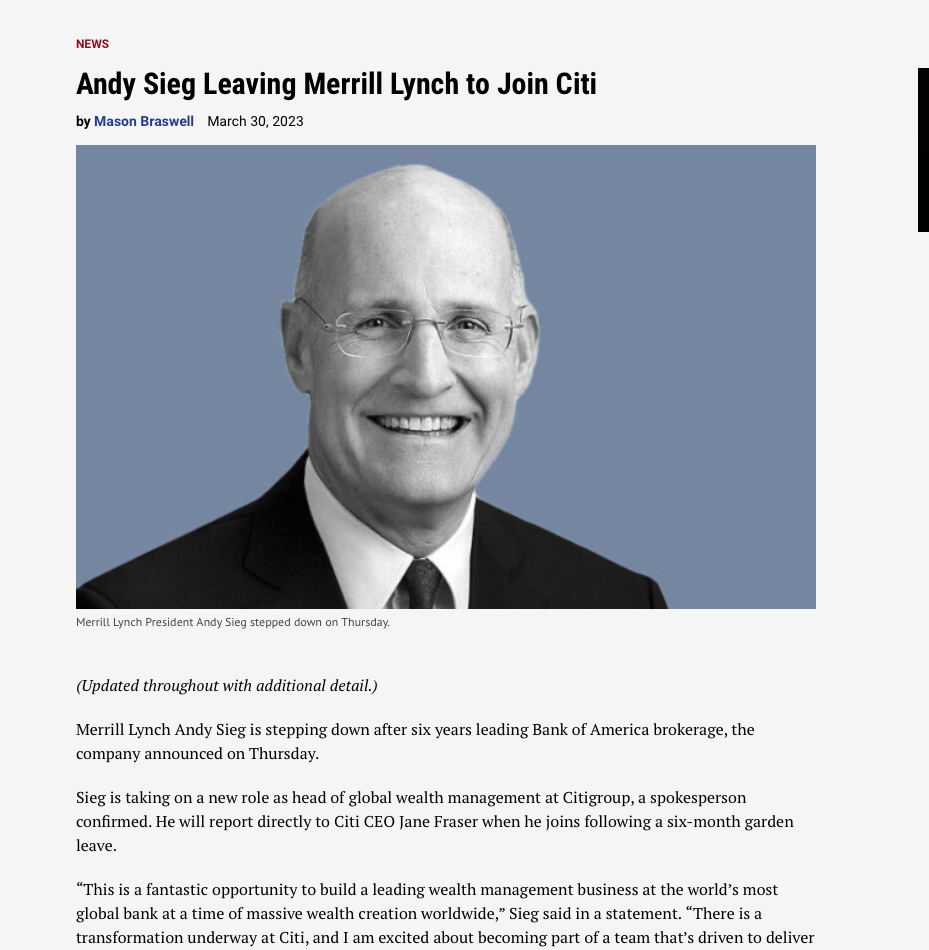 NEWS
Andy Sieg Leaving Merrill Lynch to Join Citi
by Mason Braswell March 30, 2023
Merrill Lynch President Andy Sieg stepped down on Thursday.
(Updated throughout with additional detail.)
Merrill Lynch Andy Sieg is stepping down after six years leading Bank of America brokerage, the
company announced on Thursday.
Sieg is taking on a new role as head of global wealth management at Citigroup, a spokesperson
confirmed. He will report directly to Citi CEO Jane Fraser when he joins following a six-month garden
leave.
“This is a fantastic opportunity to build a leading wealth management business at the world’s most
global bank at a time of massive wealth creation worldwide,” Sieg said in a statement. “There is a
transformation underway at Citi, and I am excited about becoming part of a team that’s driven to deliver